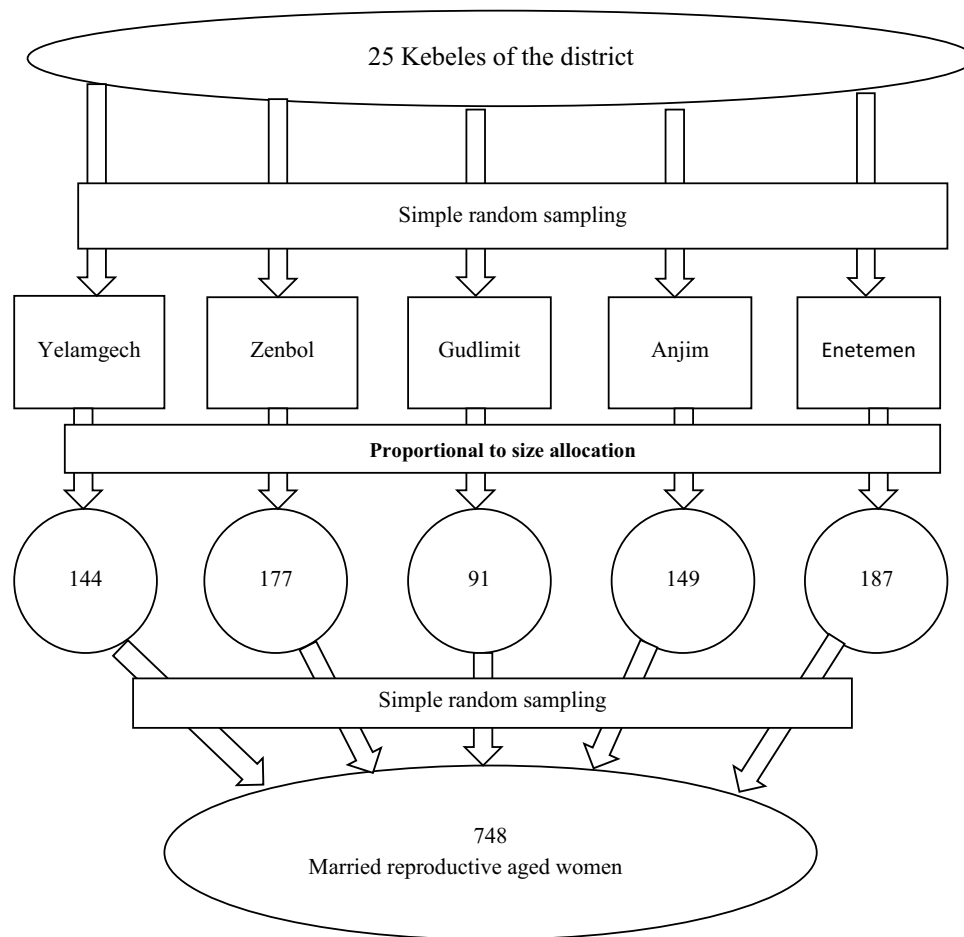 25 Kebeles of the district
Simple random sampling
Yelamgech
Zenbol
Gudlimit
Anjim
Enetemen
Proportional to size allocation
144
177
91
149
187
Simple random sampling
748
Married reproductive aged women